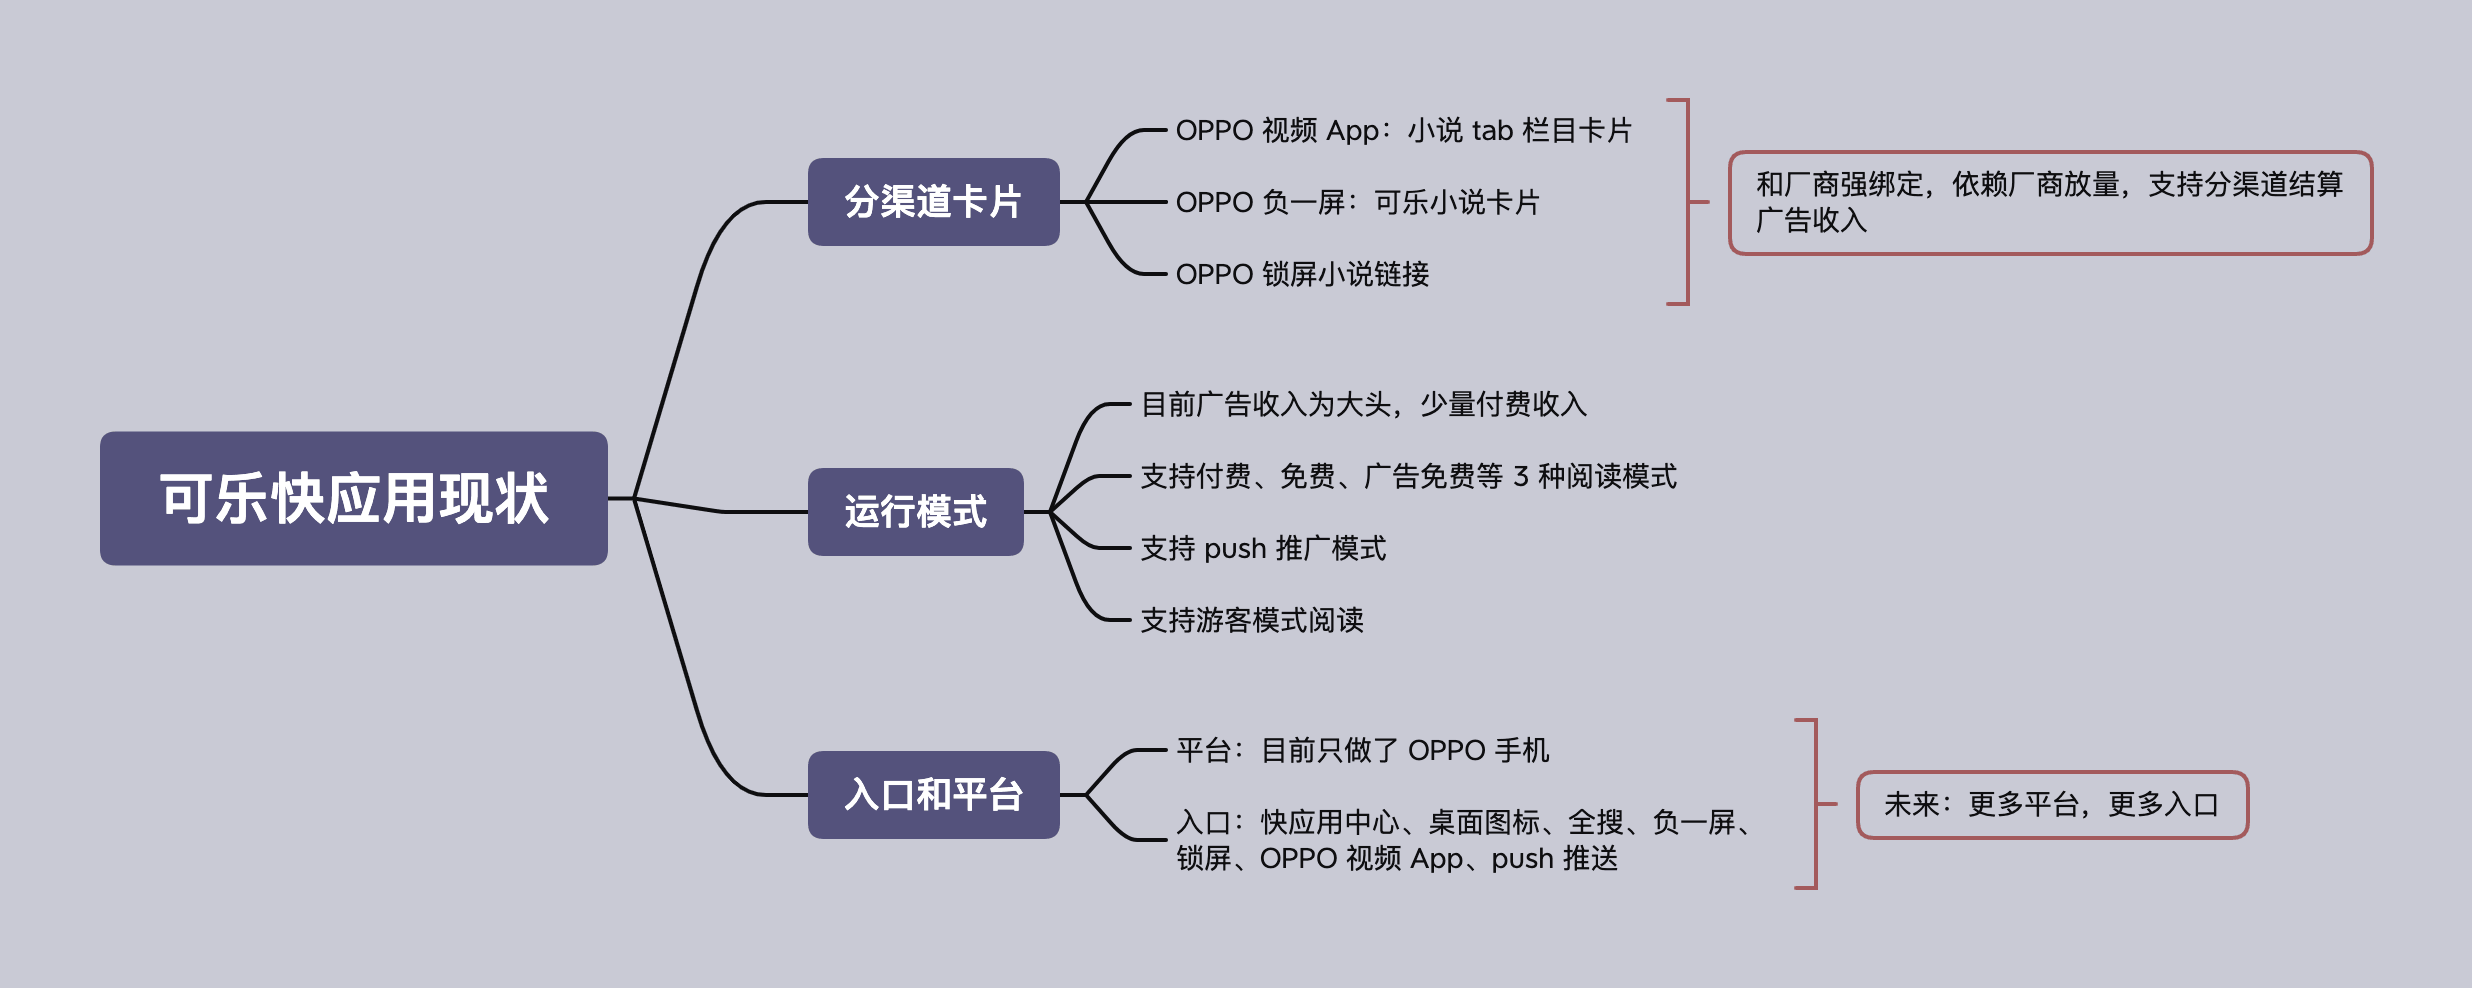 可乐快应用现状
分渠道卡片
OPPO 视频 App：小说 tab 栏目卡片
OPPO 负一屏：可乐小说卡片
OPPO 锁屏小说链接
和厂商强绑定，依赖厂商放量，支持分渠道结算
广告收入
运行模式
目前广告收入为大头，少量付费收入
支持付费、免费、广告免费等 3 种阅读模式
支持 push 推广模式
支持游客模式阅读
入口和平台
平台：目前只做了 OPPO 手机
入口：快应用中心、桌面图标、全搜、负一屏、
锁屏、OPPO 视频 App、push 推送
未来：更多平台，更多入口